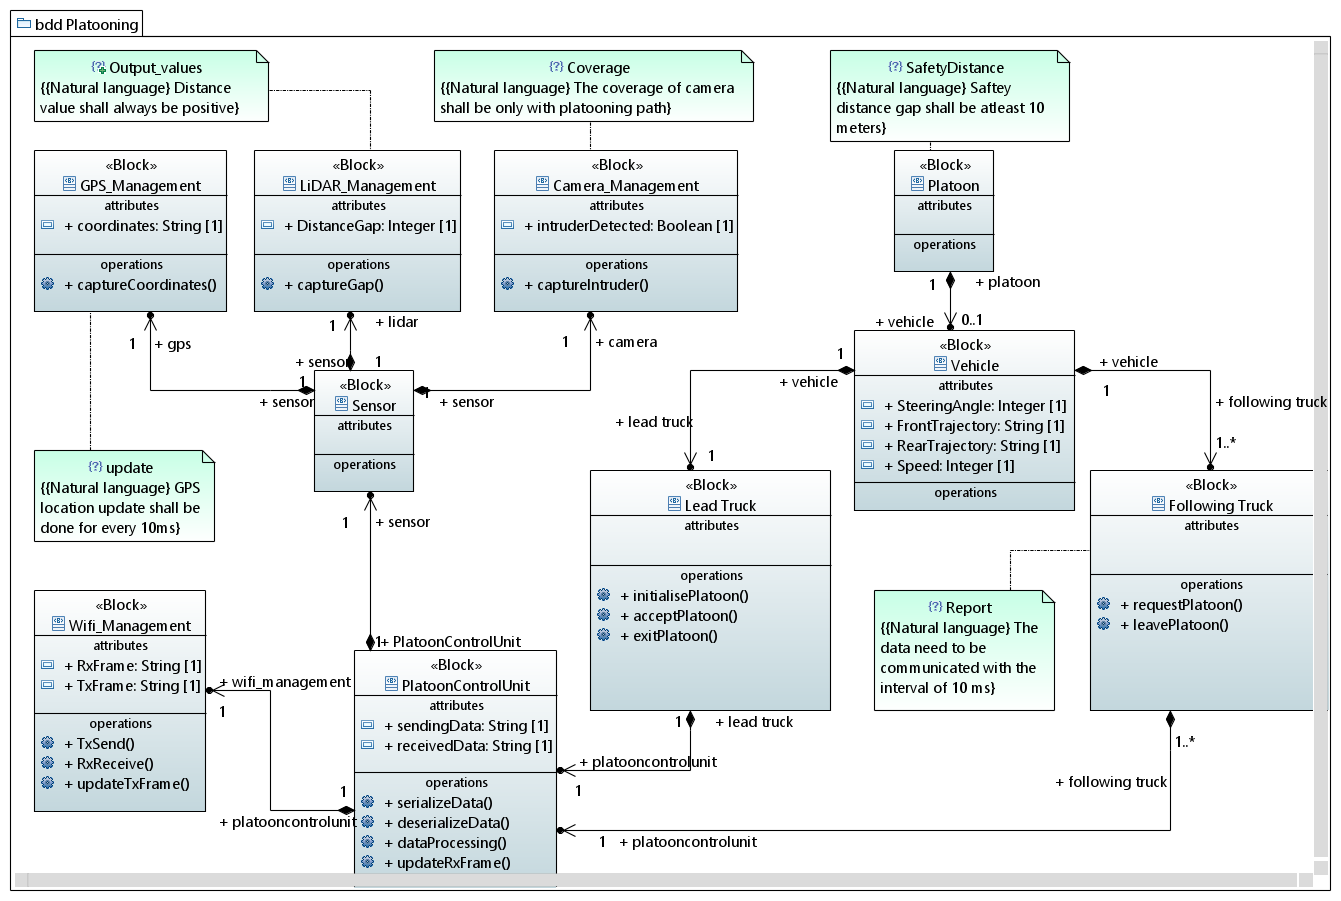 bdd Platooning
Output_values
{{Natural language} Distance
value shall always be positive}
Coverage
{{Natural language} The coverage of camera
shall be only with platooning path}
SafetyDistance
{{Natural language} Saftey
distance gap shall be atleast 10
meters}
«Block»
GPS_Management
attributes
+ coordinates: String [1]
operations
+ captureCoordinates()
«Block»
LiDAR_Management
attributes
+ DistanceGap: Integer [1]
operations
+ captureGap()
«Block»
Camera_Management
attributes
+ intruderDetected: Boolean [1]
operations
+ captureIntruder()
«Block»
Platoon
attributes
operations
1
+ platoon
+ vehicle
0..1
1
+ gps
1
+ lidar
1
+ camera
+ sensor
1
1
+ sensor
1
+ sensor
«Block»
Sensor
attributes
operations
«Block»
Vehicle
attributes
+ SteeringAngle: Integer [1]
+ FrontTrajectory: String [1]
+ RearTrajectory: String [1]
+ Speed: Integer [1]
operations
1
+ vehicle
+ lead truck
1
+ vehicle
1
+ following truck
1..*
update
{{Natural language} GPS
location update shall be
done for every 10ms}
1
+ sensor
1
+ PlatoonControlUnit
«Block»
Lead Truck
attributes
operations
+ initialisePlatoon()
+ acceptPlatoon()
+ exitPlatoon()
«Block»
Following Truck
attributes
operations
+ requestPlatoon()
+ leavePlatoon()
Report
{{Natural language} The
data need to be
communicated with the
interval of 10 ms}
«Block»
Wifi_Management
attributes
+ RxFrame: String [1]
+ TxFrame: String [1]
operations
+ TxSend()
+ RxReceive()
+ updateTxFrame()
+ wifi_management
1
1
+ platooncontrolunit
«Block»
PlatoonControlUnit
attributes
+ sendingData: String [1]
+ receivedData: String [1]
operations
+ serializeData()
+ deserializeData()
+ dataProcessing()
+ updateRxFrame()
1
+ lead truck
+ platooncontrolunit
1
1..*
+ following truck
1
+ platooncontrolunit